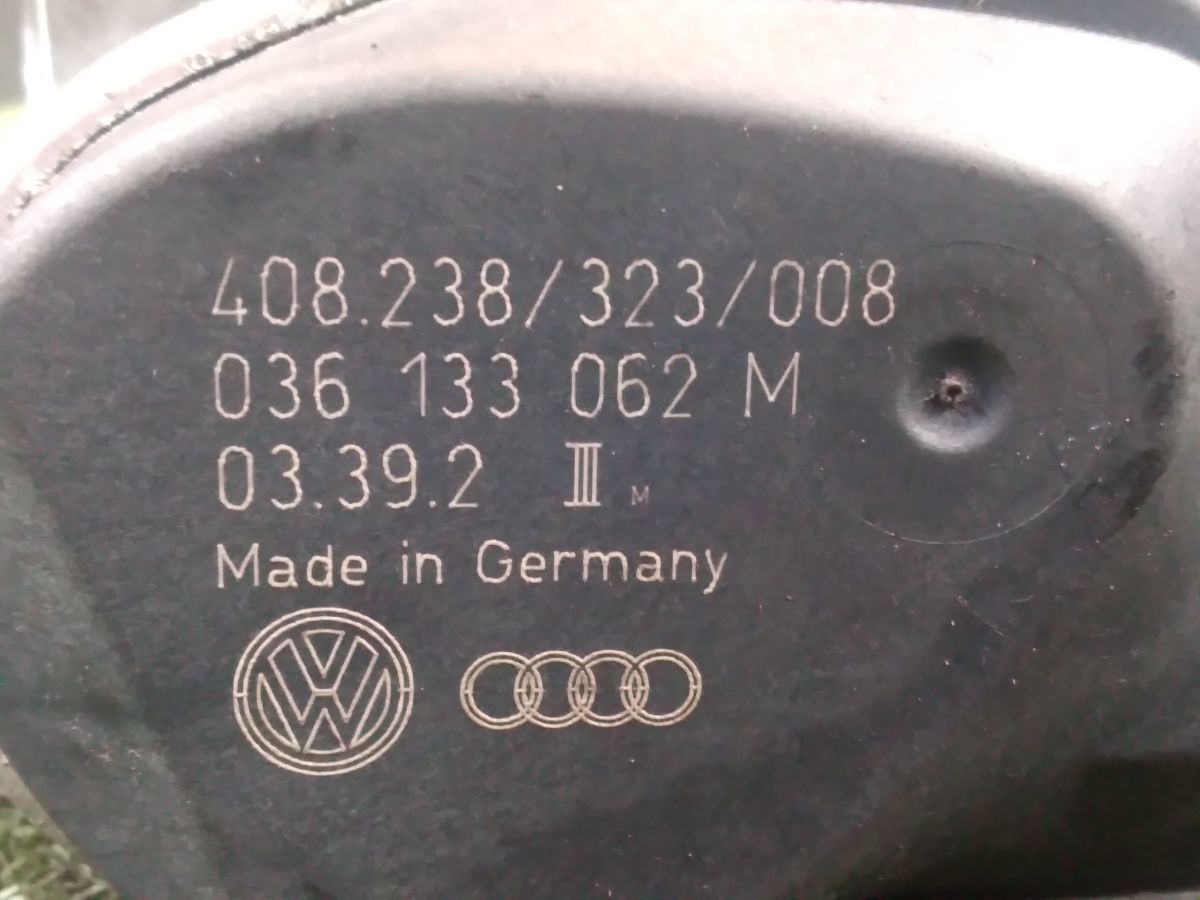 408.238/323/008
036 133 062 M
03.39.2 III M
Made in Germany